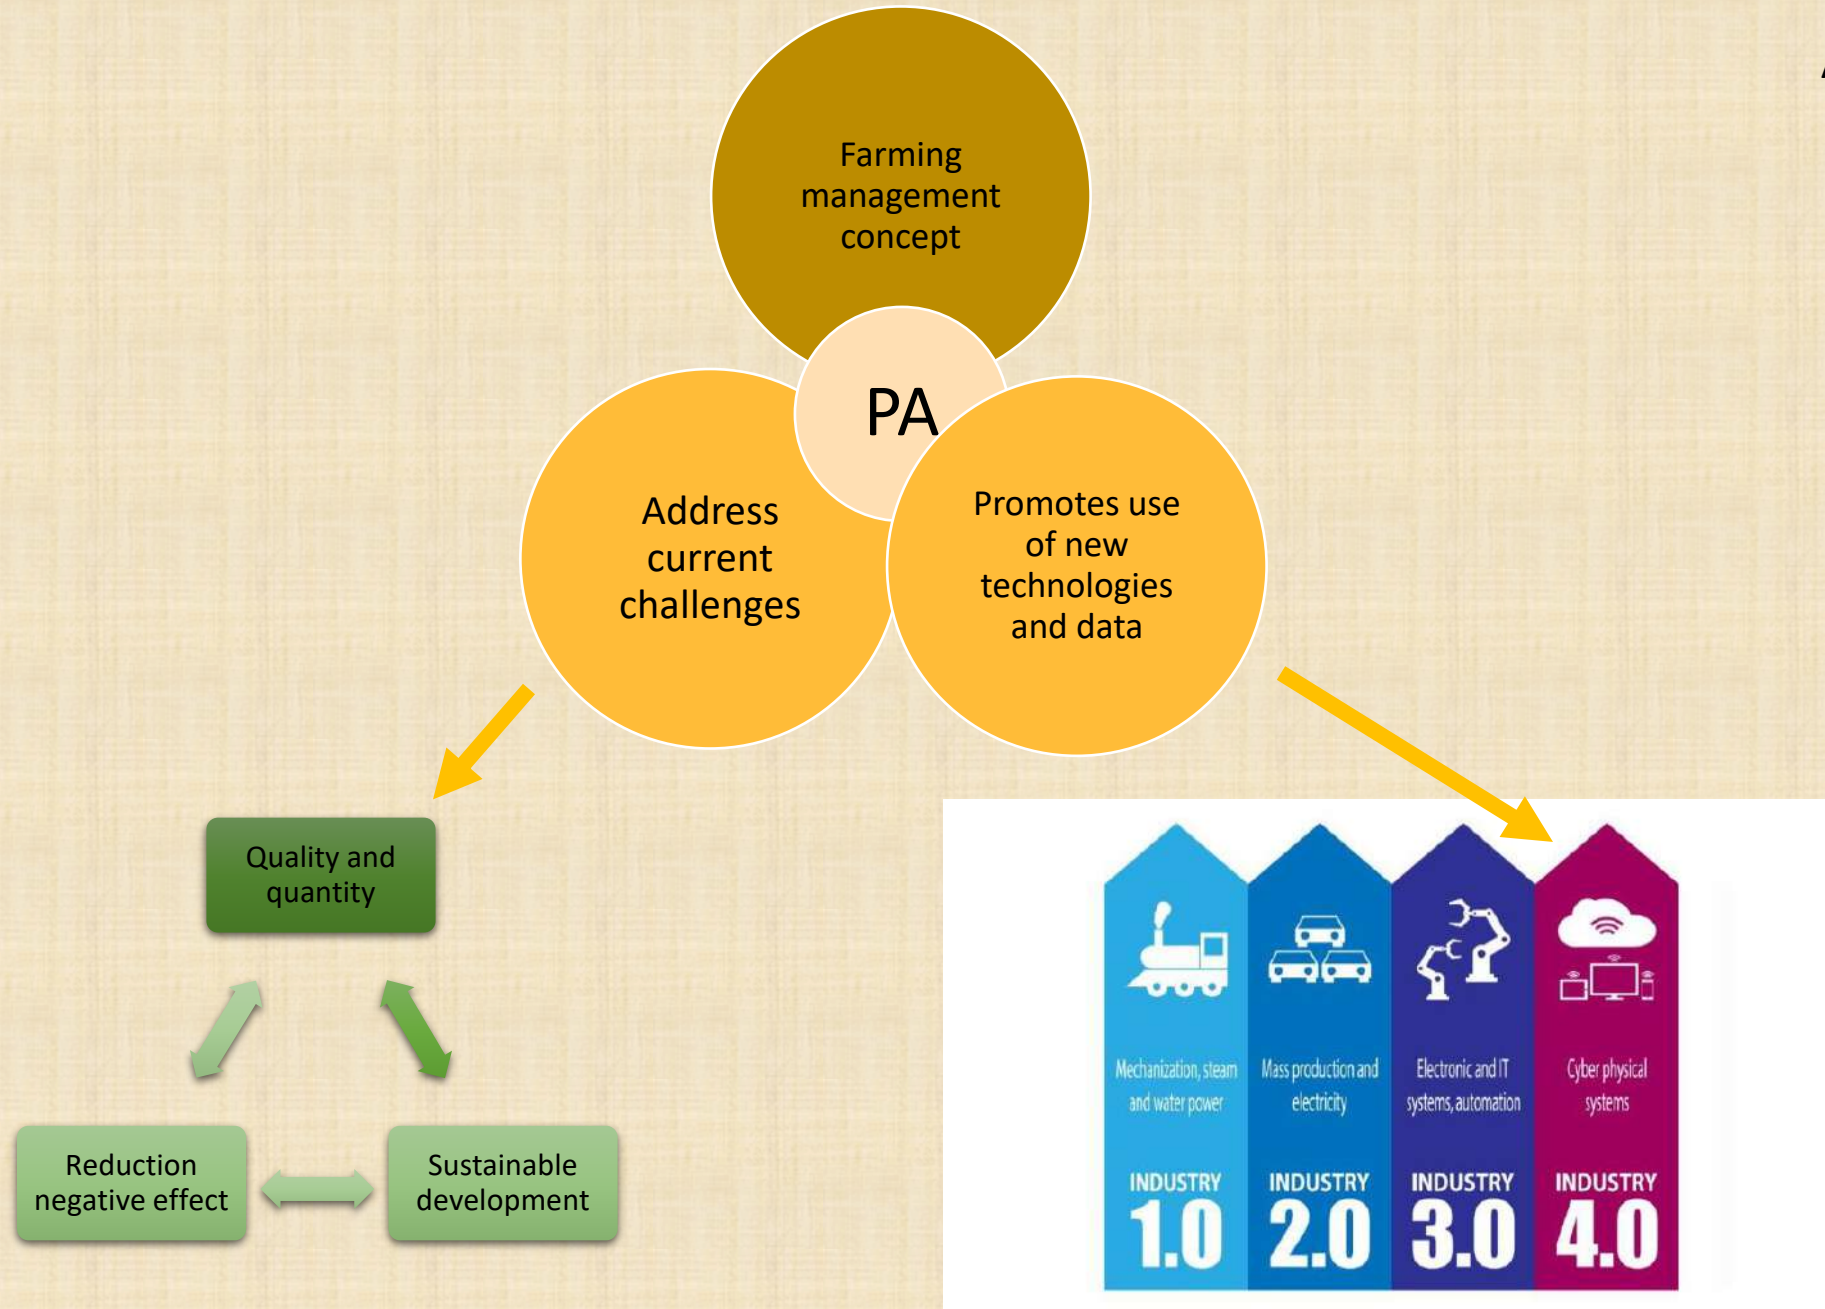 Farming
management
concept
PA
Address
current
challenges
Promotes use
of new
technologies
and data
Quality and
quantity
Reduction
negative effect
Sustainable
development
Mechanization, steam
and water power
INDUSTRY
1.0
Mass production and
electricity
INDUSTRY
2.0
Electronic and IT
systems, automation
INDUSTRY
3.0
Cyber physical
systems
INDUSTRY
4.0